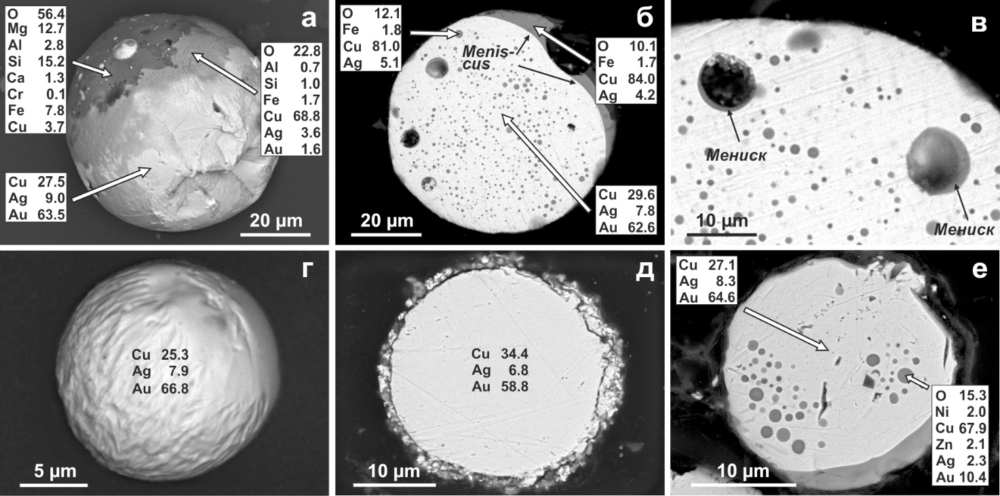 а
O 56.4
Mg 12.7
Al 2.8
Si 15.2
Ca 1.3
Cr 0.1
Fe 7.8
Cu 3.7
O 22.8
Al 0.7
Si 1.0
Fe 1.7
Cu 68.8
Ag 3.6
Au 1.6
Cu 27.5
Ag 9.0
Au 63.5
20 µm
б
O 12.1
Fe 1.8
Cu 81.0
Ag 5.1
Menis-
cus
O 10.1
Fe 1.7
Cu 84.0
Ag 4.2
Cu 29.6
Ag 7.8
Au 62.6
20 µm
в
Мениск
Мениск
10 µm
г
Cu 25.3
Ag 7.9
Au 66.8
5 µm
д
Cu 34.4
Ag 6.8
Au 58.8
10 µm
е
Cu 27.1
Ag 8.3
Au 64.6
O 15.3
Ni 2.0
Cu 67.9
Zn 2.1
Ag 2.3
Au 10.4
10 µm